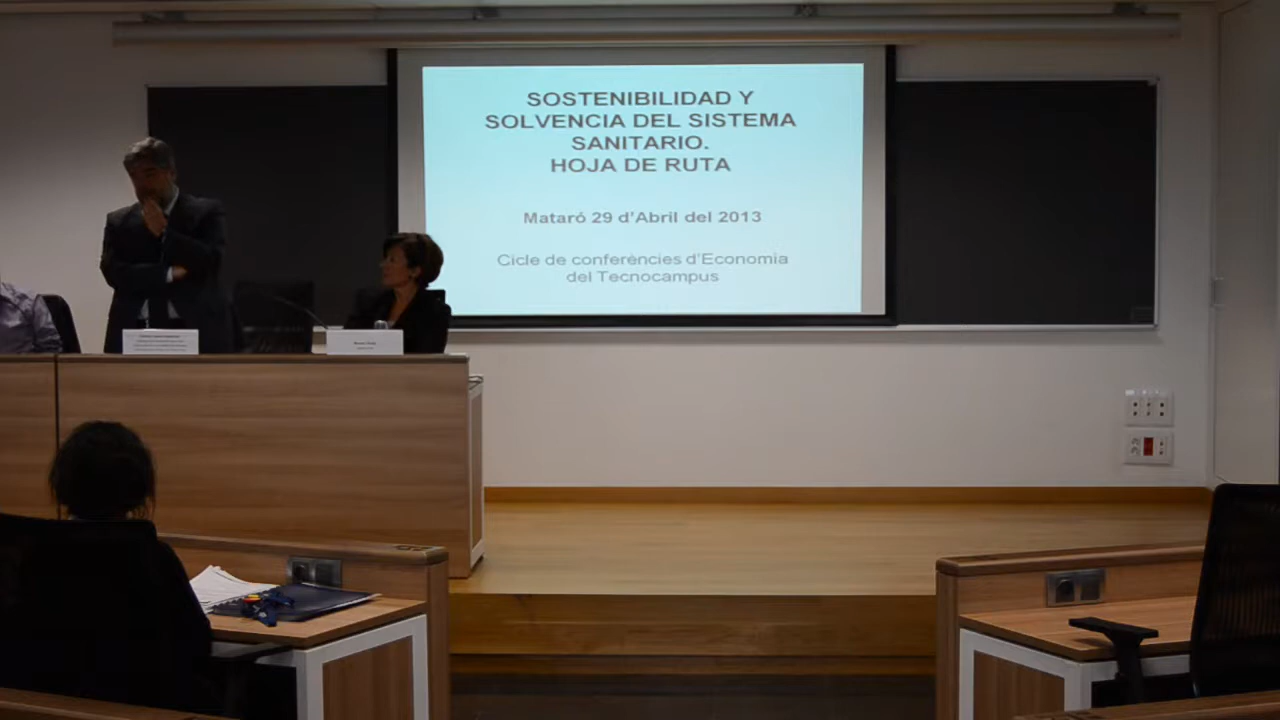 SOSTENIBILIDAD Y
SOLVENCIA DEL SISTEMA
SANITARIO.
HOJA DE RUTA
Mataró 29 d'Abril del 2013
Cicle de conferències d'Economia
del Tecnocampus